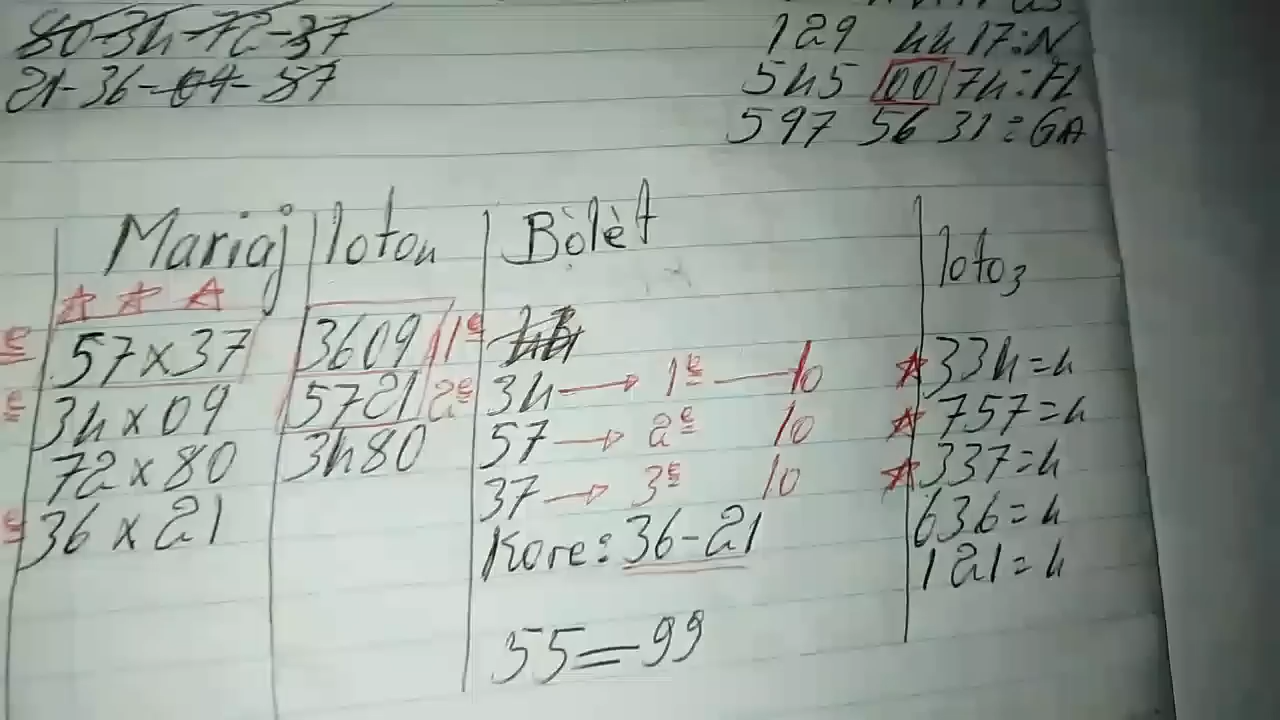 80-34-72-37
21-36-09-57
129 44 17:N
545 00 74:FL
597 56 31:GA
Mariaj
57x37
34x09
72x80
36x21
loto4
3609 1e
5721 2e
3480
Bòlèt
34 → 1e — 10
57 → 2e 10
37 → 3e 10
Kore: 36-21
55=99
loto3
334=4
757=4
337=4
636=4
121=4